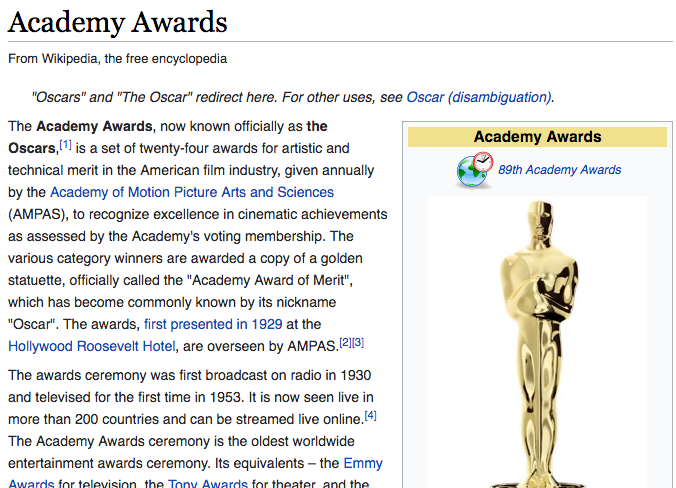 Academy Awards
From Wikipedia, the free encyclopedia
"Oscars" and "The Oscar" redirect here. For other uses, see Oscar (disambiguation).
The Academy Awards, now known officially as the
Oscars,[1] is a set of twenty-four awards for artistic and
technical merit in the American film industry, given annually
by the Academy of Motion Picture Arts and Sciences
(AMPAS), to recognize excellence in cinematic achievements
as assessed by the Academy's voting membership. The
various category winners are awarded a copy of a golden
statuette, officially called the "Academy Award of Merit",
which has become commonly known by its nickname
"Oscar". The awards, first presented in 1929 at the
Hollywood Roosevelt Hotel, are overseen by AMPAS.[2][3]
The awards ceremony was first broadcast on radio in 1930
and televised for the first time in 1953. It is now seen live in
more than 200 countries and can be streamed live online.[4]
The Academy Awards ceremony is the oldest worldwide
entertainment awards ceremony. Its equivalents – the Emmy
Awards for television, the Tony Awards for theater, and the
Academy Awards
89th Academy Awards